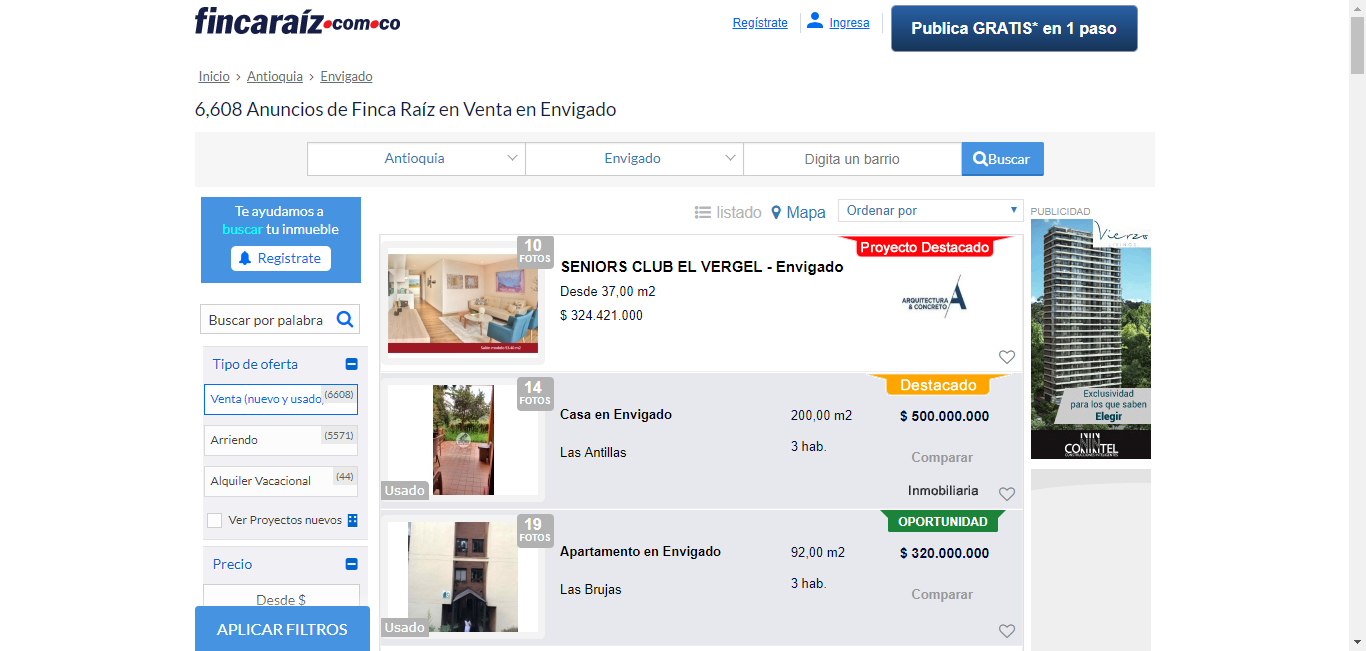 fincaraíz.com.co
Regístrate
Ingresa
Publica GRATIS* en 1 paso
Inicio > Antioquia > Envigado
6,608 Anuncios de Finca Raíz en Venta en Envigado
Antioquia
Envigado
Digita un barrio
Buscar
Te ayudamos a
buscar tu inmueble
Registrate
listado
Mapa
Ordenar por
PUBLICIDAD
Buscar por palabra
Tipo de oferta
Venta (nuevo y usado)
(6608)
Arriendo
(5571)
Alquiler Vacacional
(44)
Ver Proyectos nuevos
Precio
Desde $
APLICAR FILTROS
10
FOTOS
Proyecto Destacado
SENIORS CLUB EL VERGEL - Envigado
Desde 37,00 m2
$ 324.421.000
ARQUITECTURA
& CONCRETO
14
FOTOS
Usado
Destacado
Casa en Envigado
200,00 m2
$ 500.000.000
Las Antillas
3 hab.
Comparar
Inmobiliaria
19
FOTOS
Usado
OPORTUNIDAD
Apartamento en Envigado
92,00 m2
$ 320.000.000
Las Brujas
3 hab.
Comparar
Vierzo
Exclusividad
para los que saben
Elegir
CONINTEL